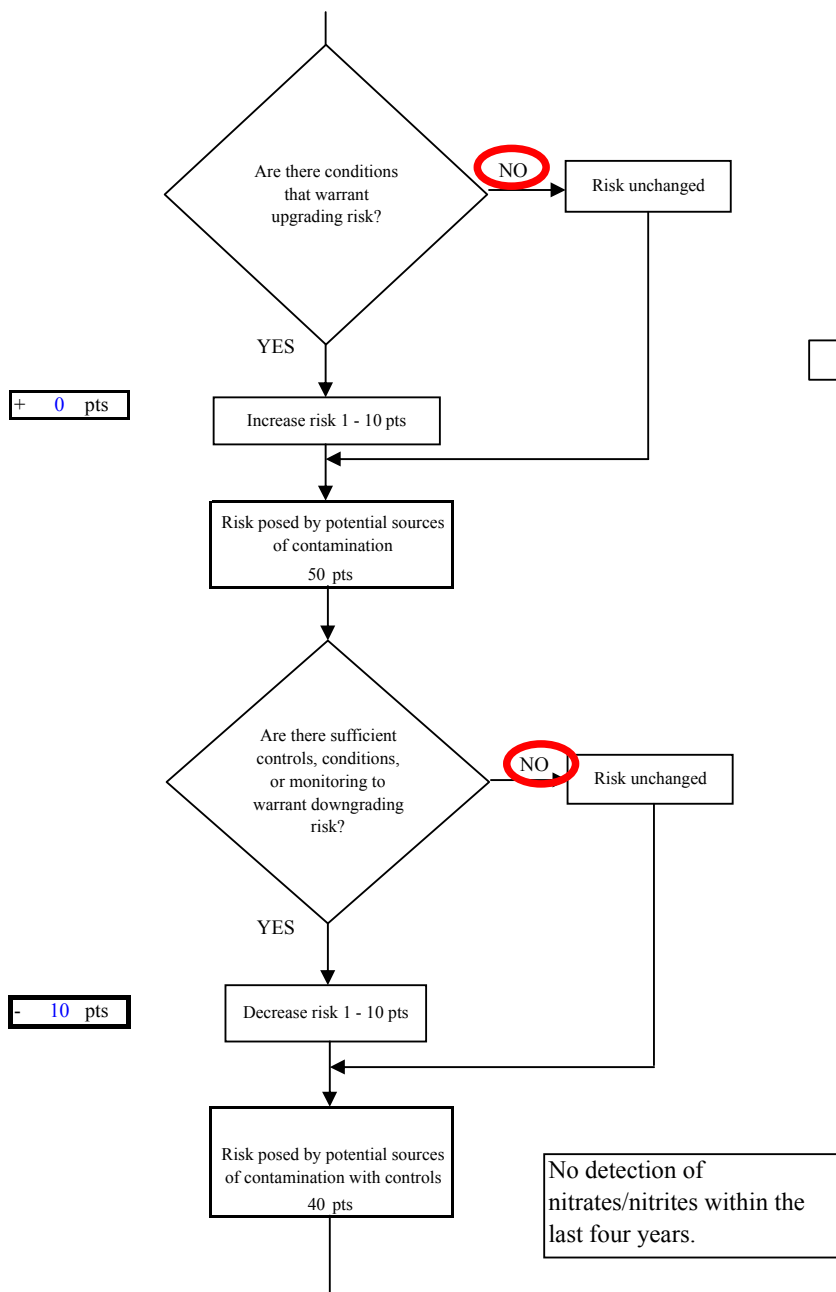 Are there conditions
that warrant
upgrading risk?
NO
Risk unchanged
YES
+ 0 pts
Increase risk 1 - 10 pts
Risk posed by potential sources
of contamination
50 pts
Are there sufficient
controls, conditions,
or monitoring to
warrant downgrading
risk?
NO
Risk unchanged
YES
- 10 pts
Decrease risk 1 - 10 pts
Risk posed by potential sources
of contamination with controls
40 pts
No detection of
nitrates/nitrites within the
last four years.